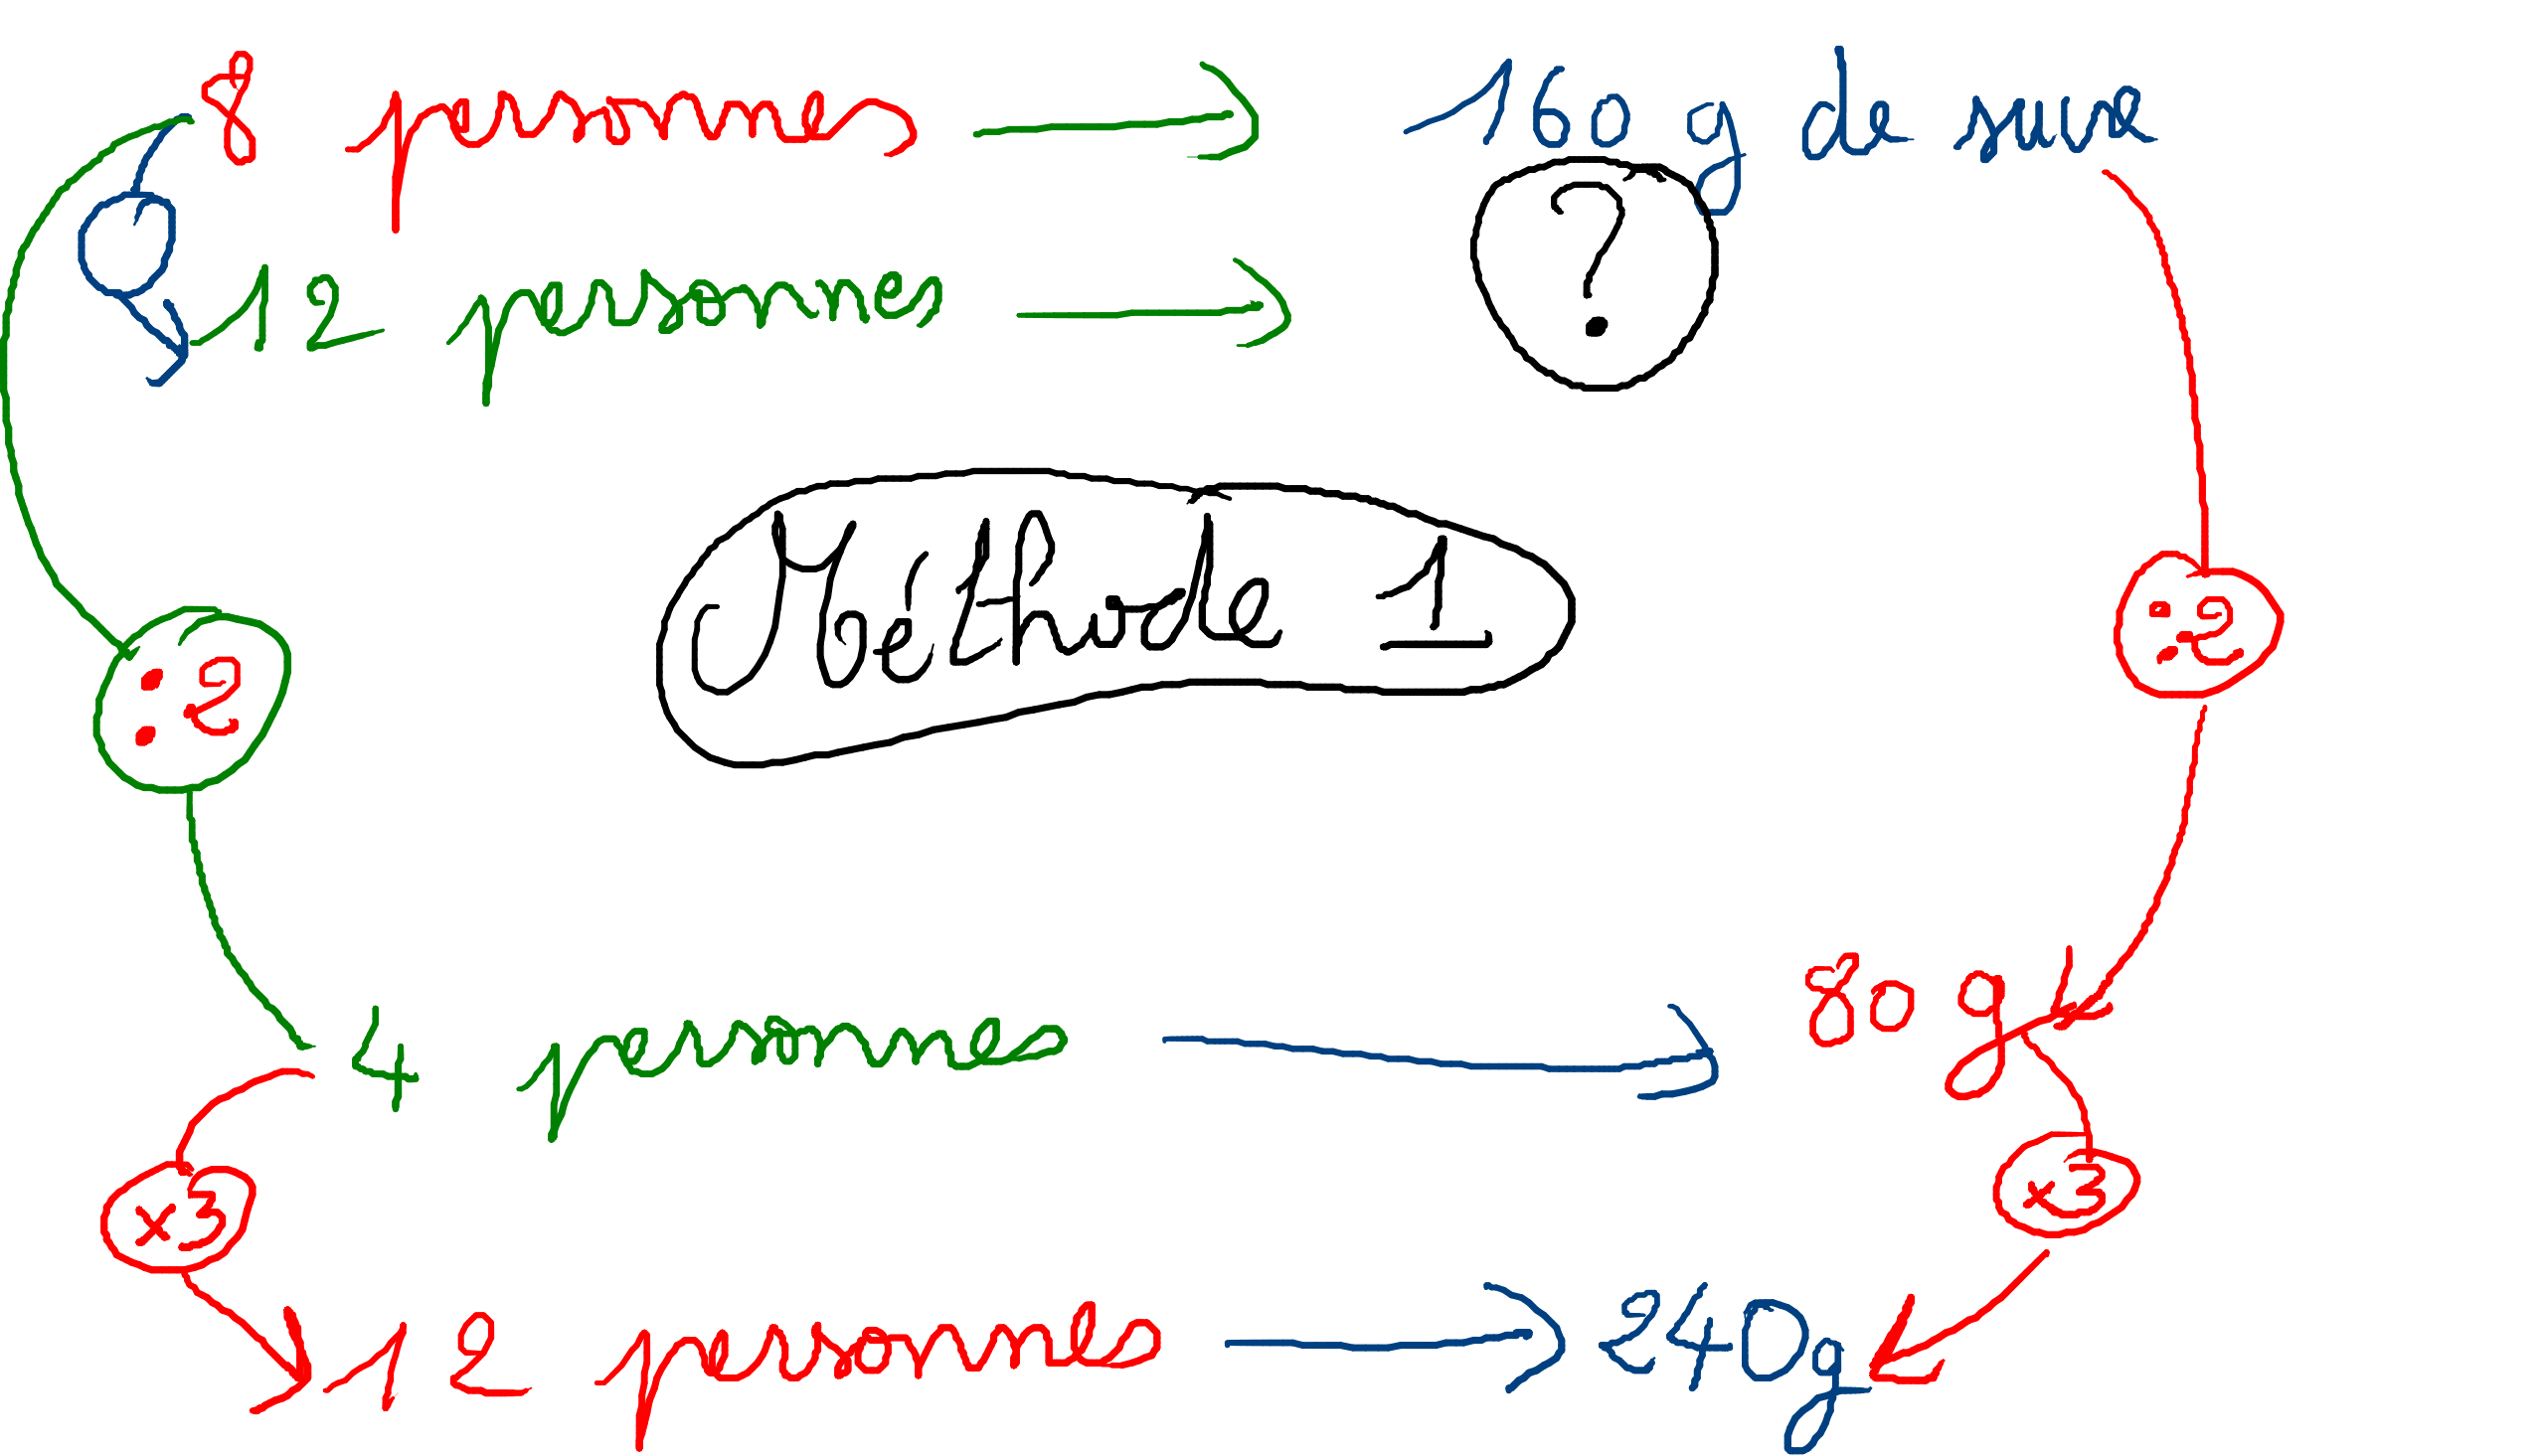 8 personnes → 160 g de sucre
12 personnes → ?
Méthode 1
: 2
: 2
4 personnes → 80 g
x3
x3
12 personnes → 240g